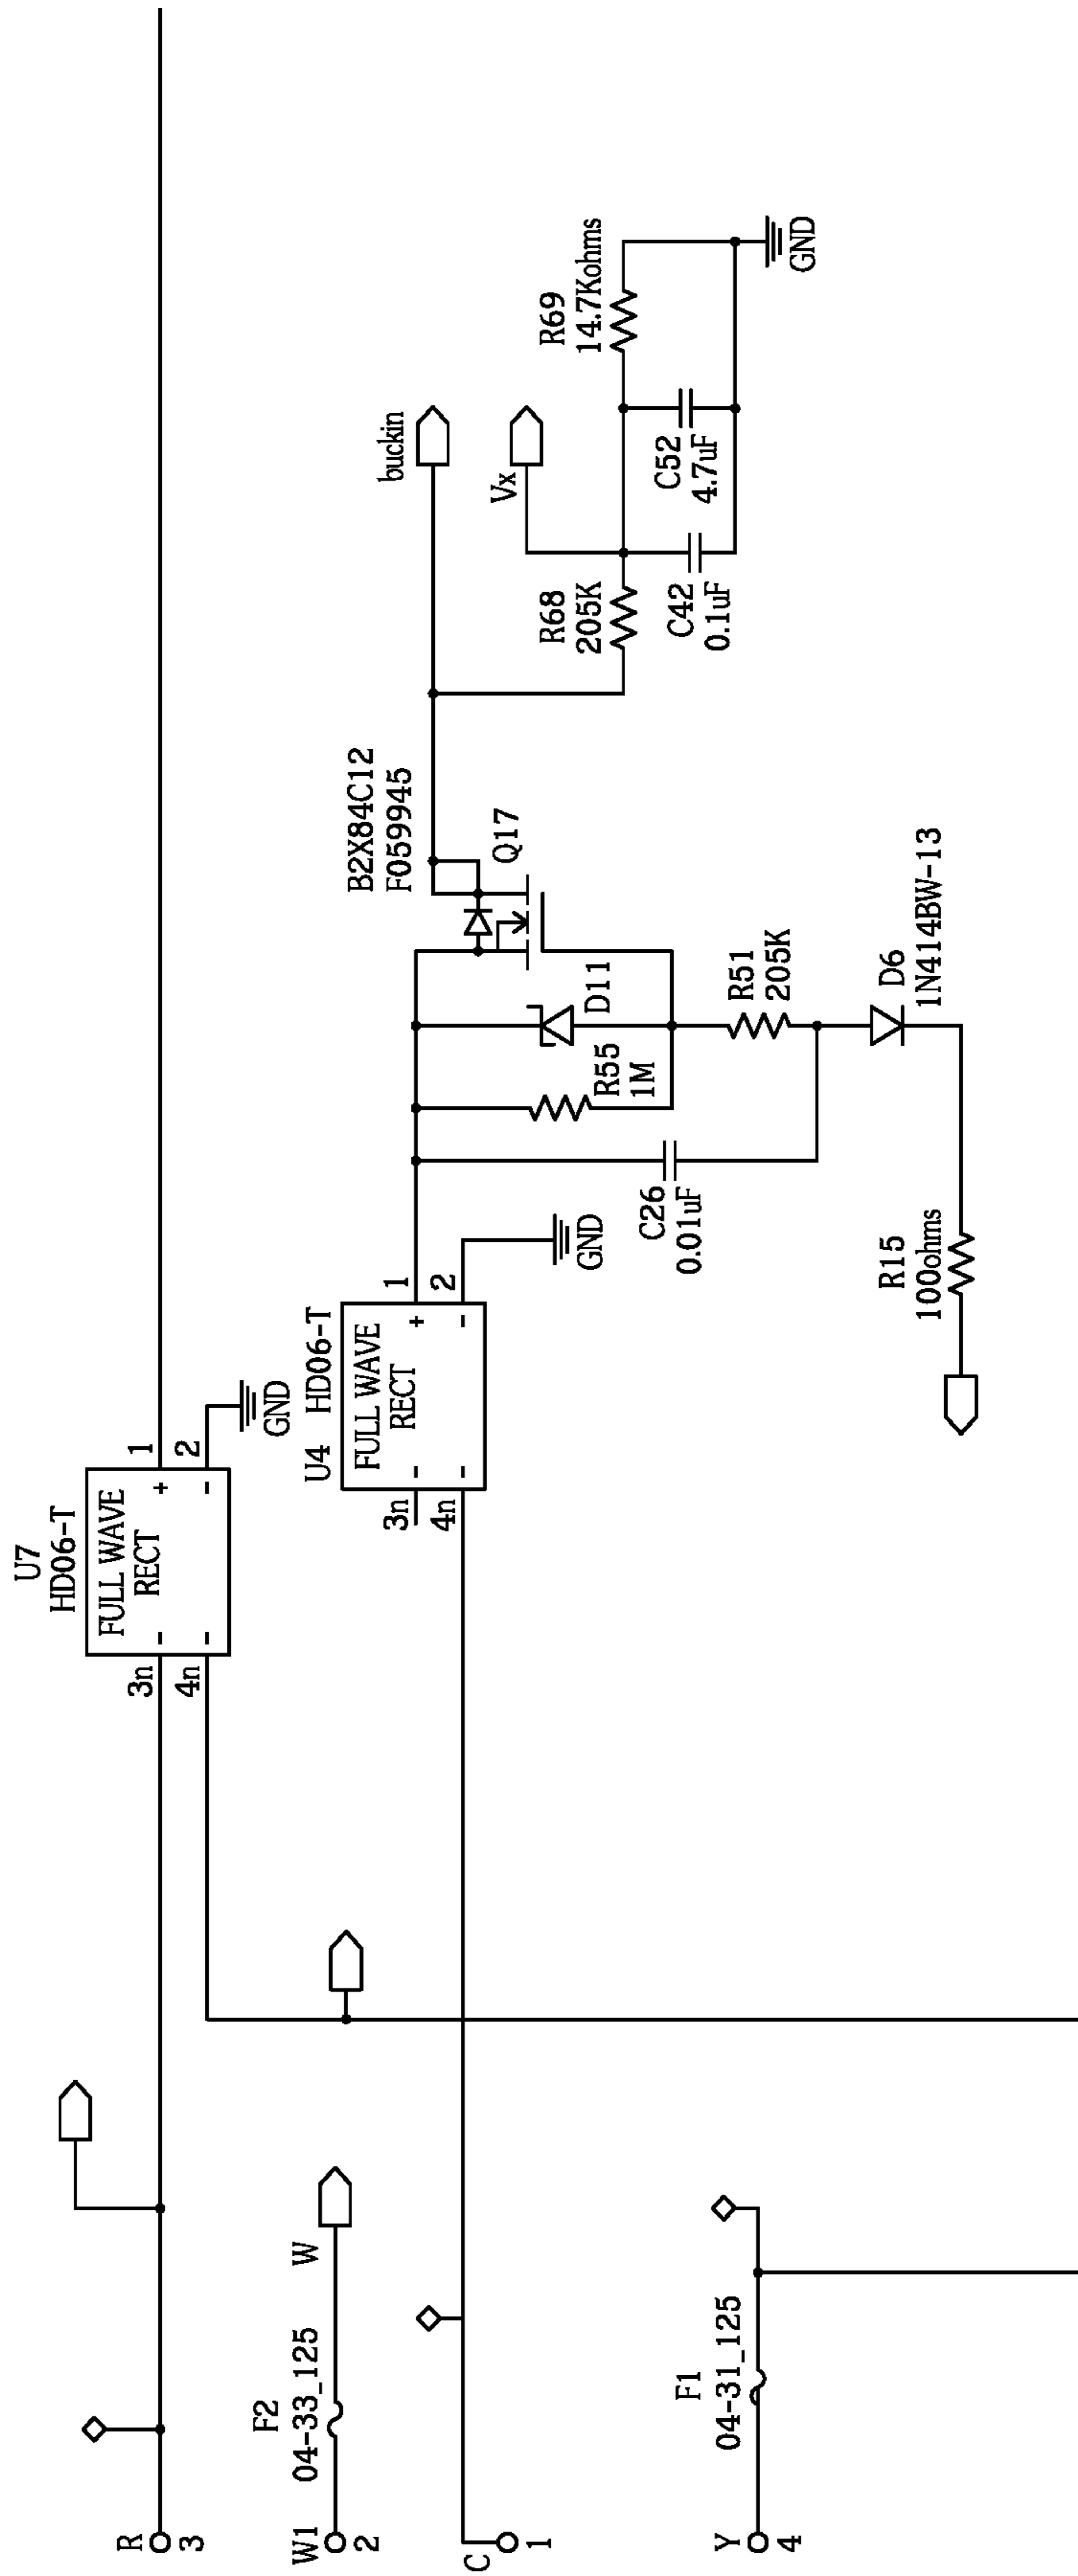 U7
HD06-T
FULL WAVE
RECT
3n
4n
-
-
+
-
1
2
GND
U4 HD06-T
FULL WAVE
RECT
3n
4n
-
-
+
-
1
2
GND
B2X84C12
F059945
Q17
buckin
Vx
R69
14.7Kohms
R68
205K
C52
4.7uF
C42
0.1uF
GND
D11
R55
1M
C26
0.01uF
R51
205K
D6
1N414BW-13
R15
100ohms
R
3
W1
2
F2
04-33_125
W
C
1
Y
4
F1
04-31_125